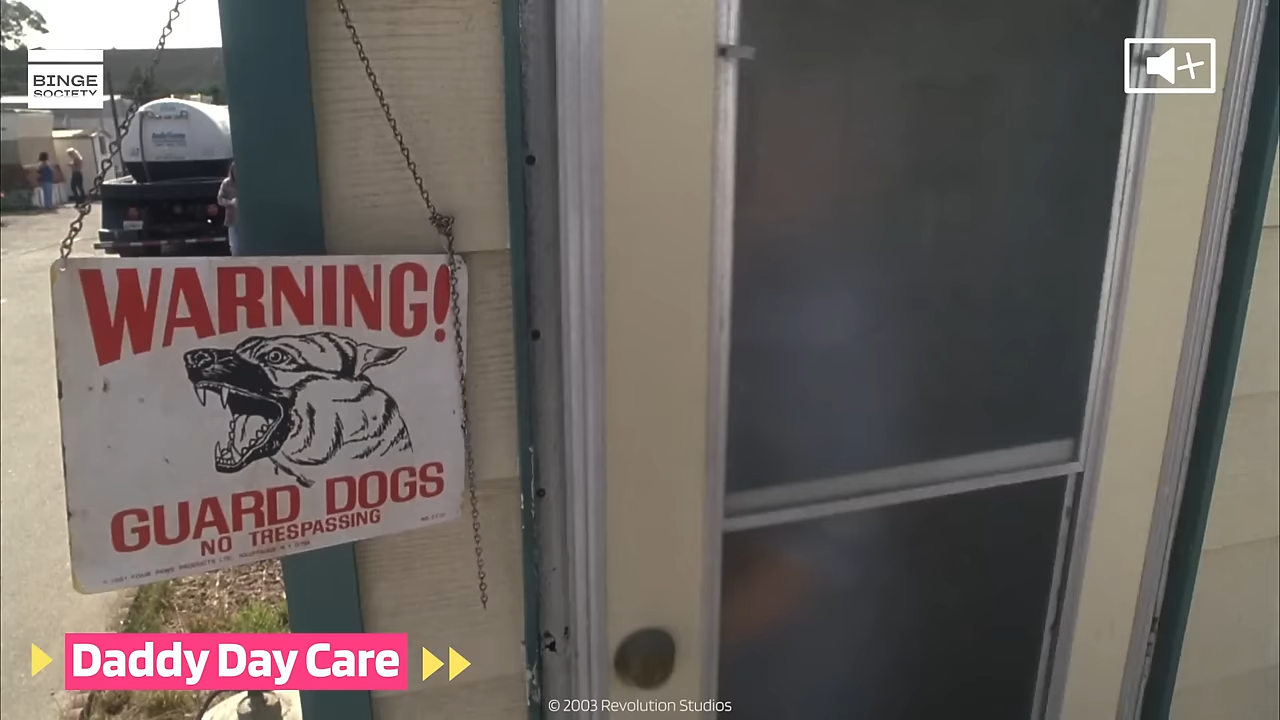 BINGE
SOCIETY
WARNING!
GUARD DOGS
NO TRESPASSING
Daddy Day Care
© 2003 Revolution Studios